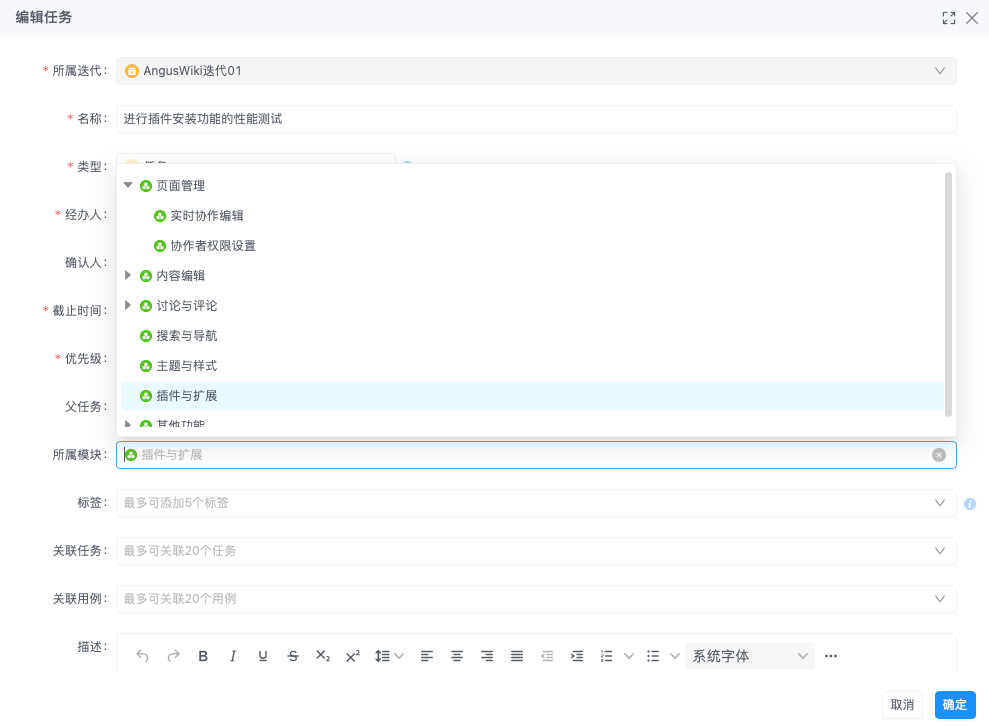 编辑任务
* 所属迭代: AngusWiki迭代01
* 名称: 进行插件安装功能的性能测试
* 类型:
* 经办人:
确认人:
* 截止时间:
* 优先级:
父任务:
页面管理
实时协作编辑
协作者权限设置
内容编辑
讨论与评论
搜索与导航
主题与样式
插件与扩展
其他功能
所属模块: 插件与扩展
标签: 最多可添加5个标签
关联任务: 最多可关联20个任务
关联用例: 最多可关联20个用例
描述: 系统字体
取消 确定